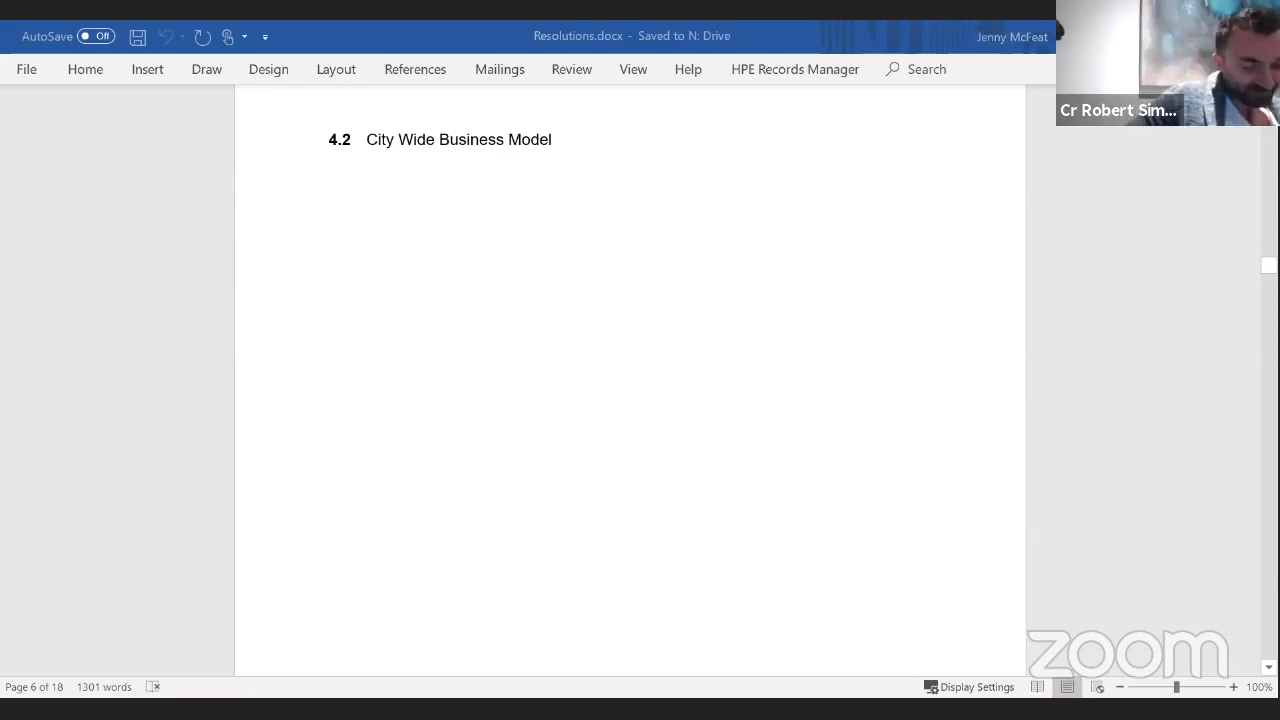 AutoSave Off Resolutions.docx - Saved to N: Drive Jenny McFeat
File Home Insert Draw Design Layout References Mailings Review View Help HPE Records Manager Search
Cr Robert Sim...
4.2 City Wide Business Model
zoom
Page 6 of 18 1301 words Display Settings 100%